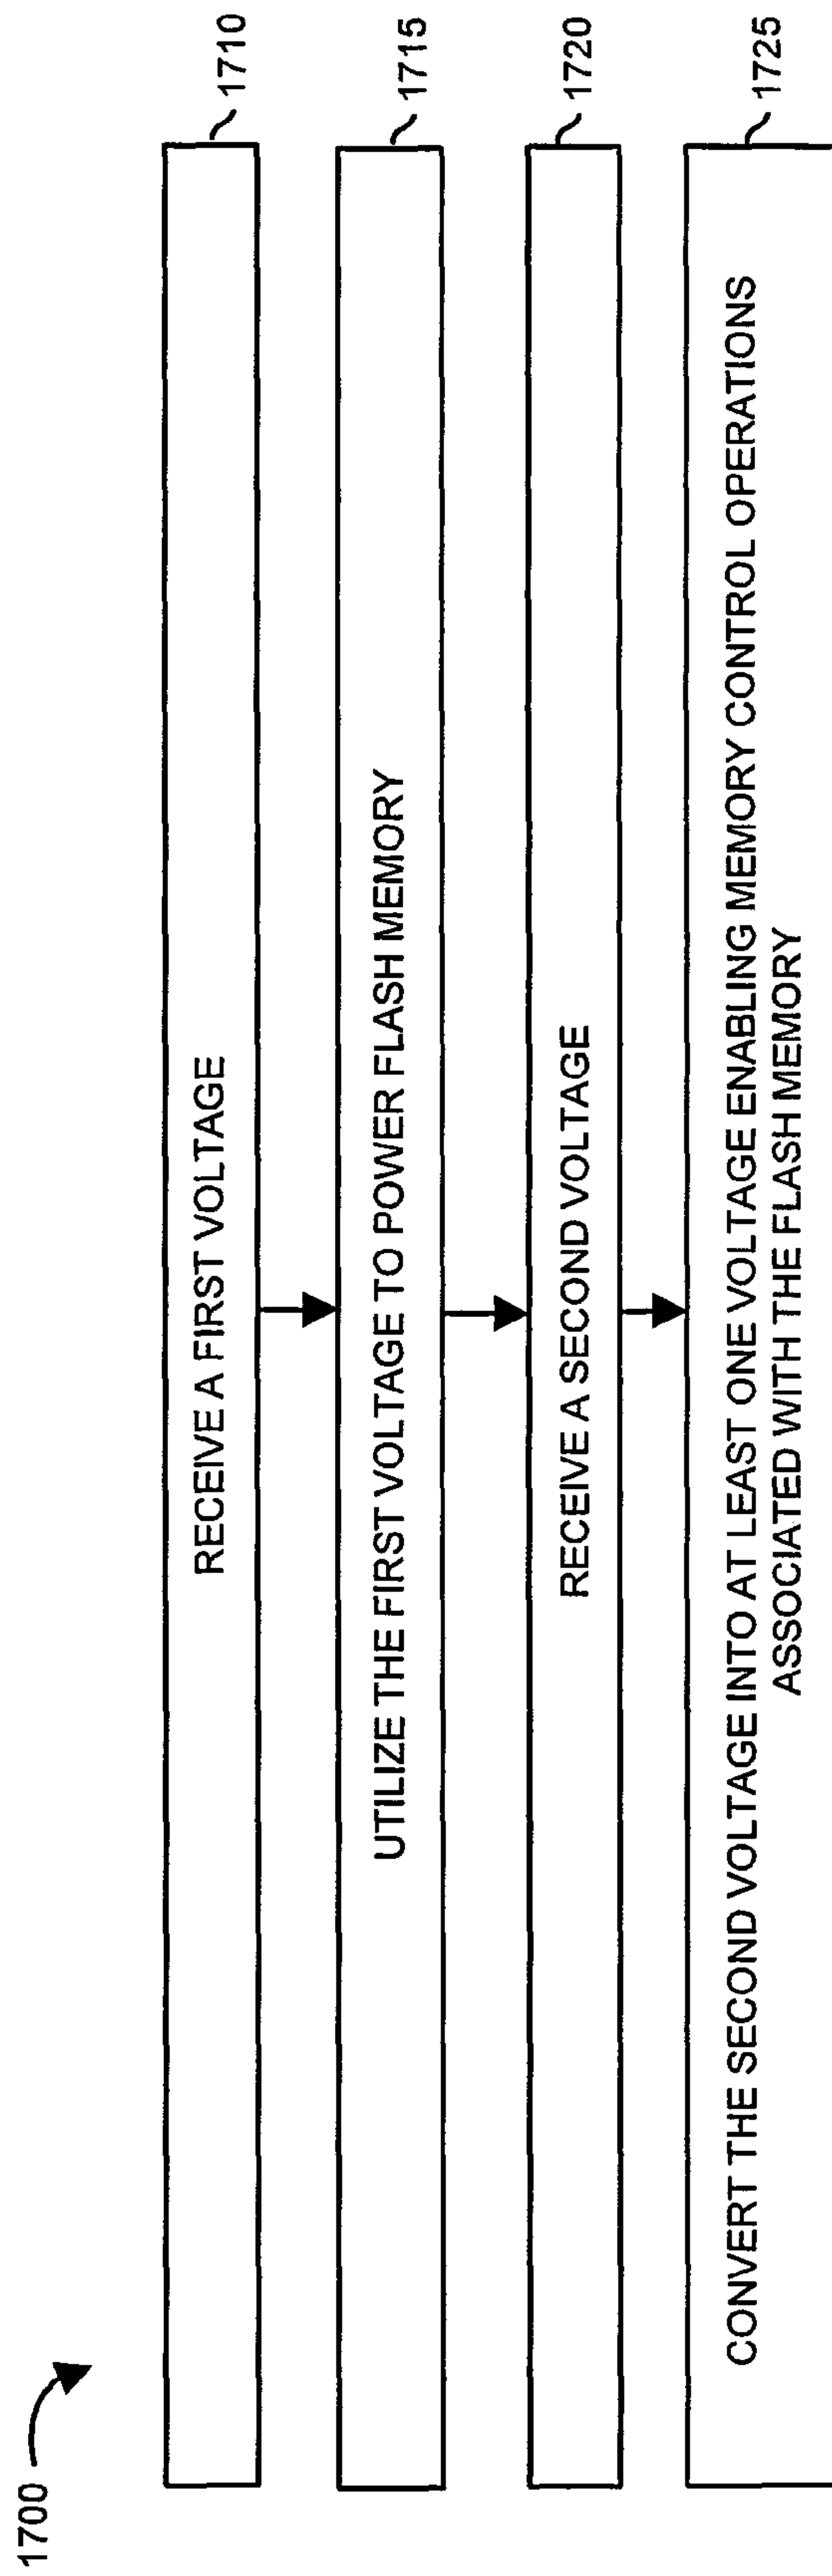 1700
RECEIVE A FIRST VOLTAGE
1710
UTILIZE THE FIRST VOLTAGE TO POWER FLASH MEMORY
1715
RECEIVE A SECOND VOLTAGE
1720
CONVERT THE SECOND VOLTAGE INTO AT LEAST ONE VOLTAGE ENABLING MEMORY CONTROL OPERATIONS
ASSOCIATED WITH THE FLASH MEMORY
1725